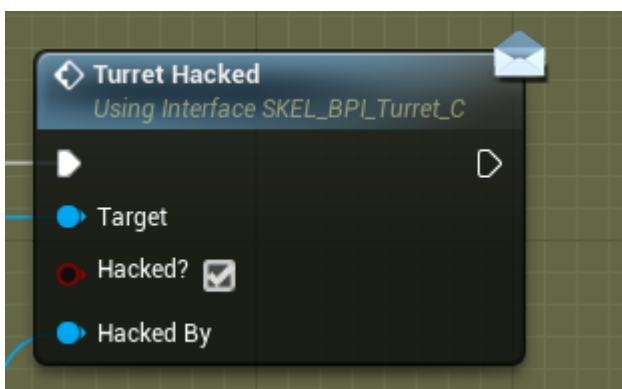 Turret Hacked
Using Interface SKEL_BPI_Turret_C
Target
Hacked?
Hacked By